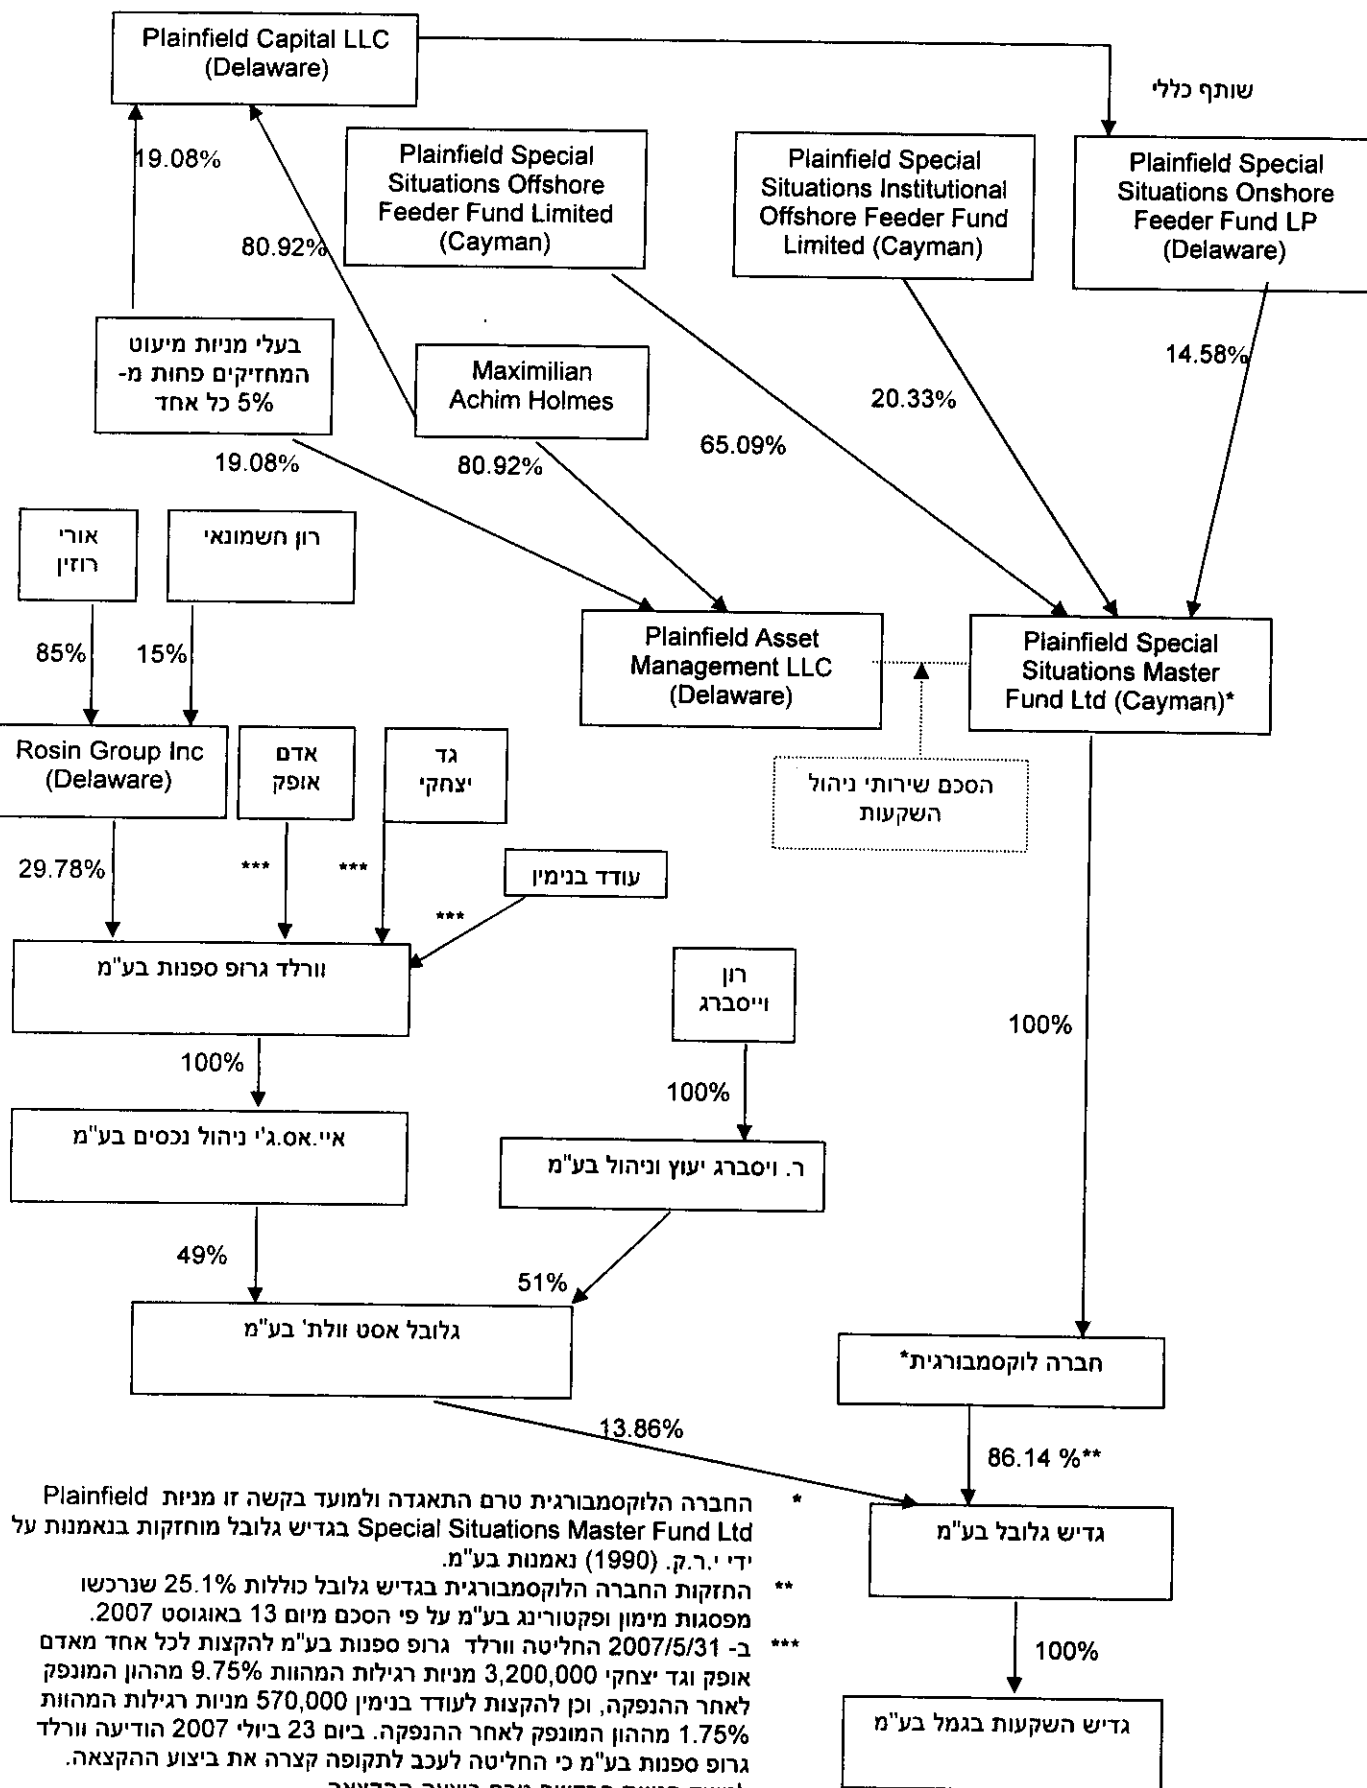 Plainfield Capital LLC
(Delaware)
שותף כללי
19.08%
80.92%
Plainfield Special
Situations Offshore
Feeder Fund Limited
(Cayman)
Plainfield Special
Situations Institutional
Offshore Feeder Fund
Limited (Cayman)
Plainfield Special
Situations Onshore
Feeder Fund LP
(Delaware)
בעלי מניות מיעוט
המחזיקים פחות מ-
5% כל אחד
Maximilian
Achim Holmes
19.08%
80.92%
65.09%
20.33%
14.58%
אורי
רוזין
רון חשמונאי
85%
15%
Plainfield Asset
Management LLC
(Delaware)
Plainfield Special
Situations Master
Fund Ltd (Cayman)*
Rosin Group Inc
(Delaware)
אדם
אופק
גד
יצחקי
הסכם שירותי ניהול
השקעות
29.78%
***
***
עודד בנימין
***
וורלד גרופ ספנות בע"מ
רון
וייסברג
100%
100%
100%
איי.אס.ג'י ניהול נכסים בע"מ
ר. ויסברג יעוץ וניהול בע"מ
49%
51%
גלובל אסט וולת' בע"מ
חברה לוקסמבורגית*
13.86%
86.14 %**
גדיש גלובל בע"מ
100%
גדיש השקעות בגמל בע"מ
* החברה הלוקסמבורגית טרם התאגדה ולמועד בקשה זו מניות Plainfield
Special Situations Master Fund Ltd בגדיש גלובל מוחזקות בנאמנות על
ידי י.ר.ק. (1990) נאמנות בע"מ.
** החזקות החברה הלוקסמבורגית בגדיש גלובל כוללות 25.1% שנרכשו
מפסגות מימון ופקטורינג בע"מ על פי הסכם מיום 13 באוגוסט 2007.
*** ב- 2007/5/31 החליטה וורלד גרופ ספנות בע"מ להקצות לכל אחד מאדם
אופק וגד יצחקי 3,200,000 מניות רגילות המהוות 9.75% מההון המונפק
לאחר ההנפקה, וכן להקצות לעודד בנימין 570,000 מניות רגילות המהוות
1.75% מההון המונפק לאחר ההנפקה. ביום 23 ביולי 2007 הודיעה וורלד
גרופ ספנות בע"מ כי החליטה לעכב לתקופה קצרה את ביצוע ההקצאה.